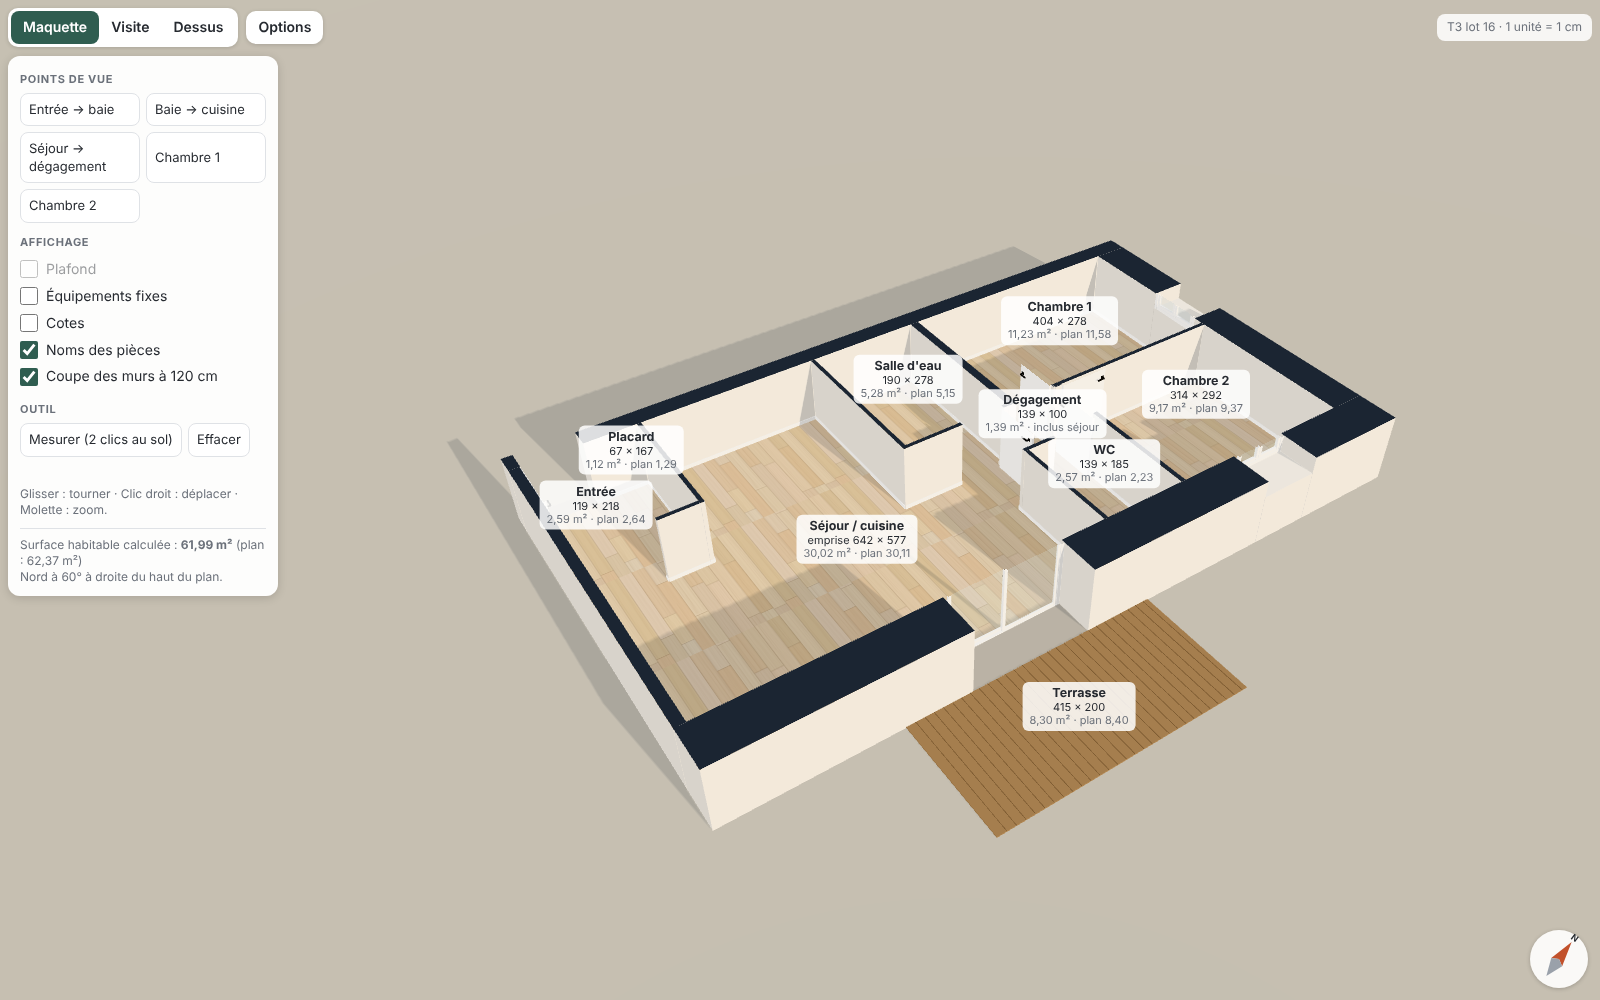 Maquette
Visite
Dessus
Options
T3 lot 16 · 1 unité = 1 cm
POINTS DE VUE
Entrée → baie
Baie → cuisine
Séjour →
dégagement
Chambre 1
Chambre 2
AFFICHAGE
Plafond
Équipements fixes
Cotes
Noms des pièces
Coupe des murs à 120 cm
OUTIL
Mesurer (2 clics au sol)
Effacer
Glisser : tourner · Clic droit : déplacer ·
Molette : zoom.
Surface habitable calculée : 61,99 m² (plan
: 62,37 m²)
Nord à 60° à droite du haut du plan.
Chambre 1
404 × 278
11,23 m² · plan 11,58
Salle d'eau
190 × 278
5,28 m² · plan 5,15
Chambre 2
314 × 292
9,17 m² · plan 9,37
Dégagement
139 × 100
1,39 m² · inclus séjour
WC
139 × 185
2,57 m² · plan 2,23
Placard
67 × 167
1,12 m² · plan 1,29
Entrée
119 × 218
2,59 m² · plan 2,64
Séjour / cuisine
emprise 642 × 577
30,02 m² · plan 30,11
Terrasse
415 × 200
8,30 m² · plan 8,40
N